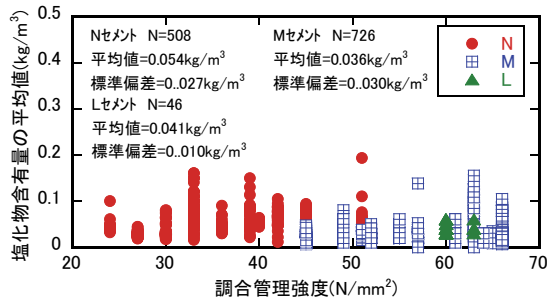 Nセメント N=508
平均値=0.054kg/m³
標準偏差=0..027kg/m³
Lセメント N=46
平均値=0.041kg/m³
標準偏差=0..010kg/m³
Mセメント N=726
平均値=0.036kg/m³
標準偏差=0..030kg/m³
N
M
L
塩化物含有量の平均値(kg/m³)
0.5
0.4
0.3
0.2
0.1
0
20 30 40 50 60 70
調合管理強度(N/mm²)